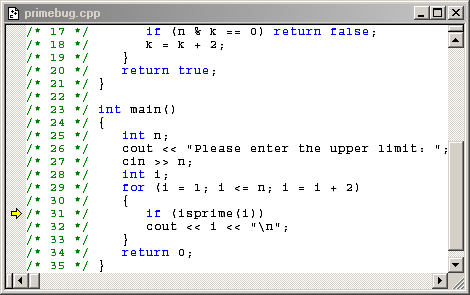 primebug.cpp
/* 17 */        if (n % k == 0) return false;
/* 18 */        k = k + 2;
/* 19 */     }
/* 20 */     return true;
/* 21 */  }
/* 22 */
/* 23 */  int main()
/* 24 */  {
/* 25 */     int n;
/* 26 */     cout << "Please enter the upper limit: ";
/* 27 */     cin >> n;
/* 28 */     int i;
/* 29 */     for (i = 1; i <= n; i = i + 2)
/* 30 */     {
/* 31 */        if (isprime(i))
/* 32 */        cout << i << "\n";
/* 33 */     }
/* 34 */     return 0;
/* 35 */  }